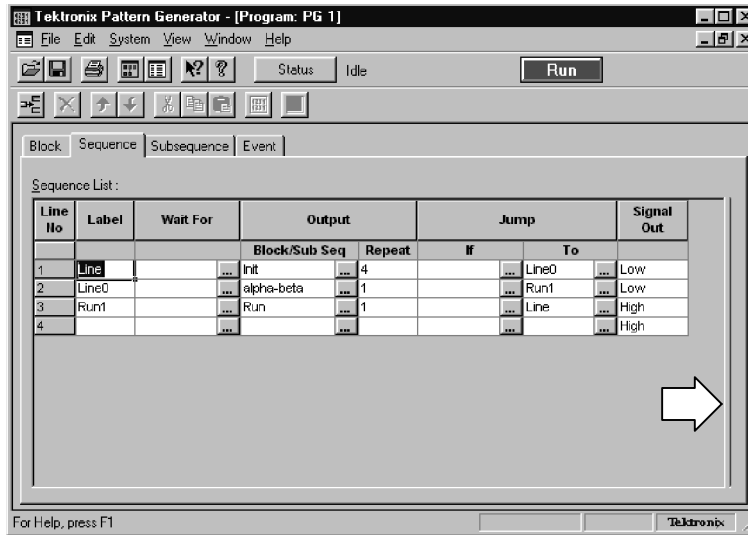 Tektronix Pattern Generator - [Program: PG 1]
File Edit System View Window Help
Status Idle Run
Block Sequence Subsequence Event
Sequence List :
Line No Label Wait For Output Jump Signal Out
Block/Sub Seq Repeat If To
1 Line ... Init ... 4 ... Line0 ... Low
2 Line0 ... alpha-beta ... 1 ... Run1 ... Low
3 Run1 ... Run ... 1 ... Line ... High
4 ... ... ... ... High
For Help, press F1 Tektronix